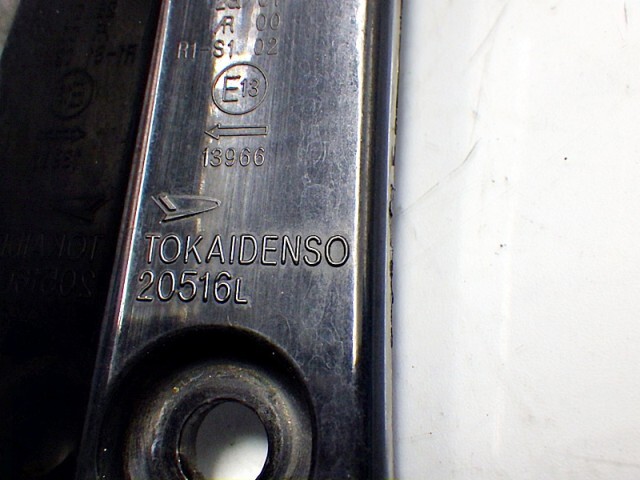 R 00
R1-S1 02
E13
13966
TOKAIDENSO
20516L